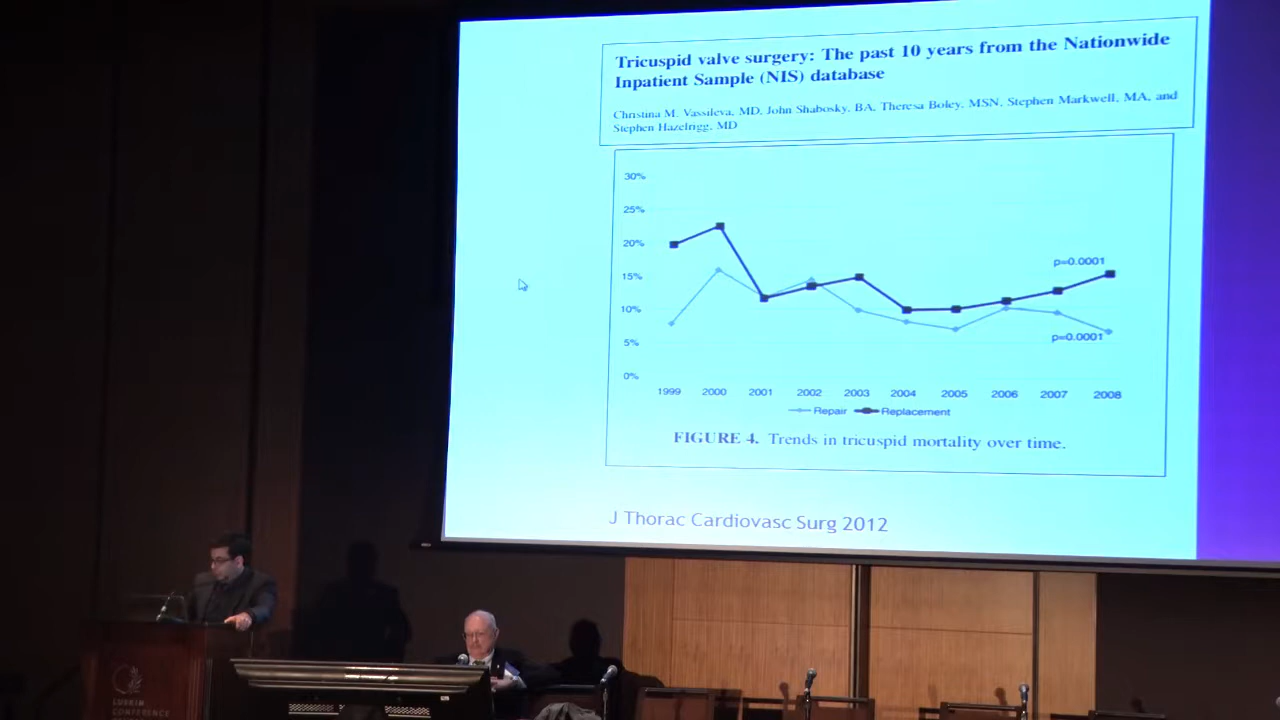 Tricuspid valve surgery: The past 10 years from the Nationwide
Inpatient Sample (NIS) database
Christina M. Vassileva, MD, John Shabosky, BA, Theresa Boley, MSN, Stephen Markwell, MA, and
Stephen Hazelrigg, MD
30%
25%
20%
15%
10%
5%
0%
p=0.0001
p=0.0001
1999 2000 2001 2002 2003 2004 2005 2006 2007 2008
Repair Replacement
FIGURE 4. Trends in tricuspid mortality over time.
J Thorac Cardiovasc Surg 2012
LUSKIN
CONFERENCE